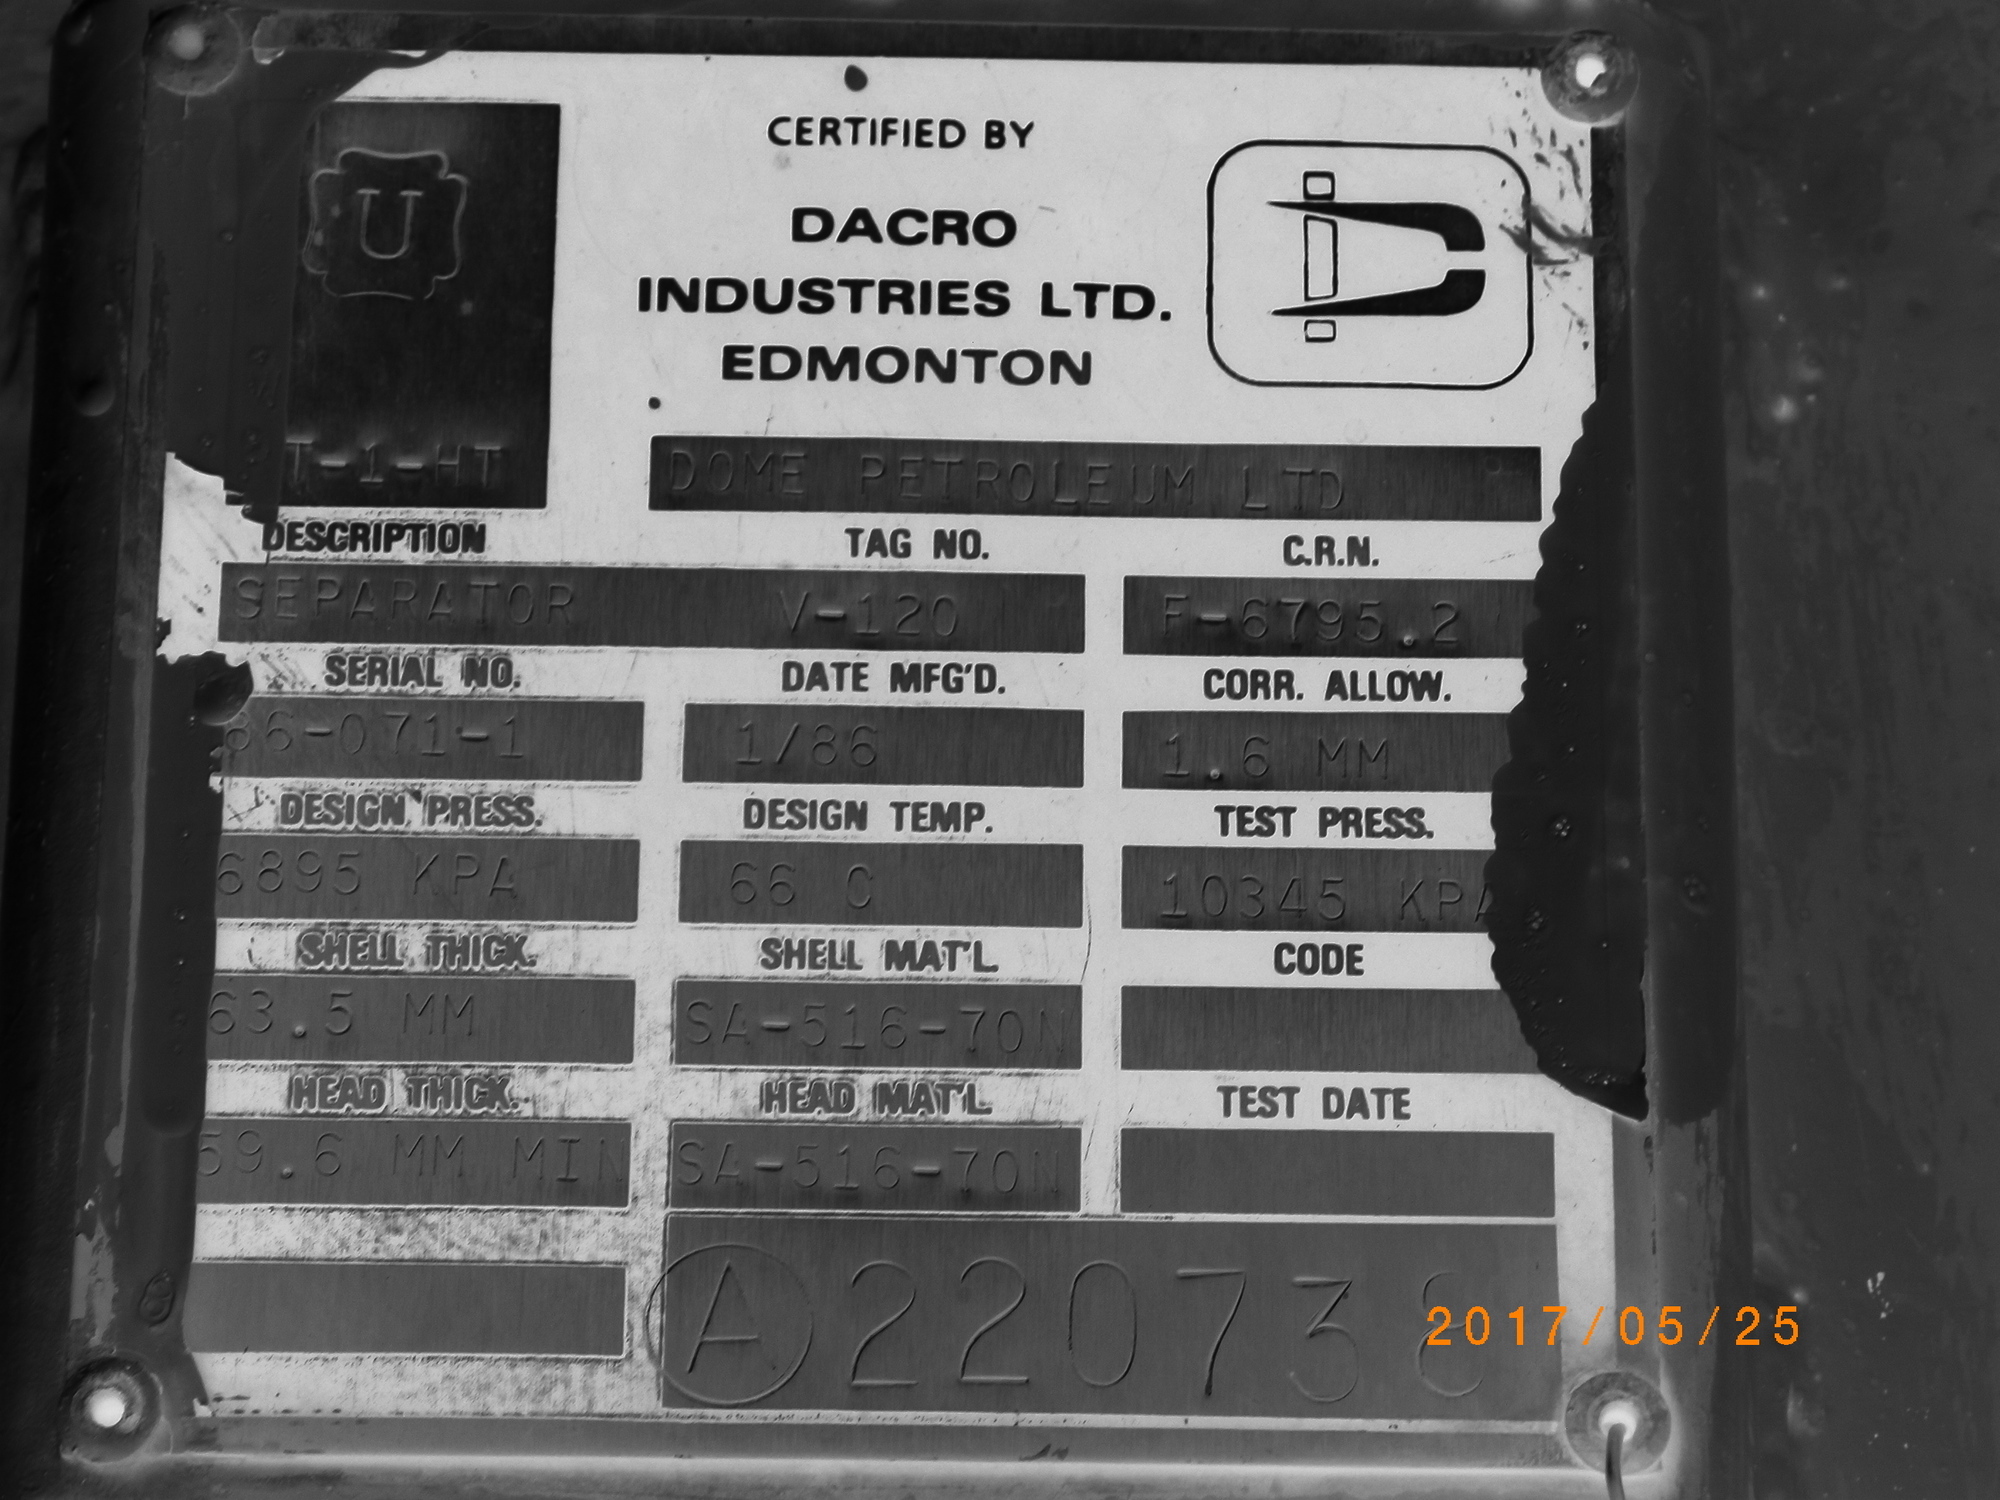 CERTIFIED BY
DACRO
INDUSTRIES LTD.
EDMONTON
U
T-1-HT
DOME PETROLEUM LTD
DESCRIPTION TAG NO. C.R.N.
SEPARATOR V-120 F-6795.2
SERIAL NO. DATE MFG'D. CORR. ALLOW.
86-071-1 1/86 1.6 MM
DESIGN PRESS. DESIGN TEMP. TEST PRESS.
6895 KPA 66 C 10345 KPA
SHELL THICK. SHELL MAT'L CODE
63.5 MM SA-516-70N
HEAD THICK. HEAD MAT'L TEST DATE
59.6 MM MIN SA-516-70N
A 220738
2017/05/25